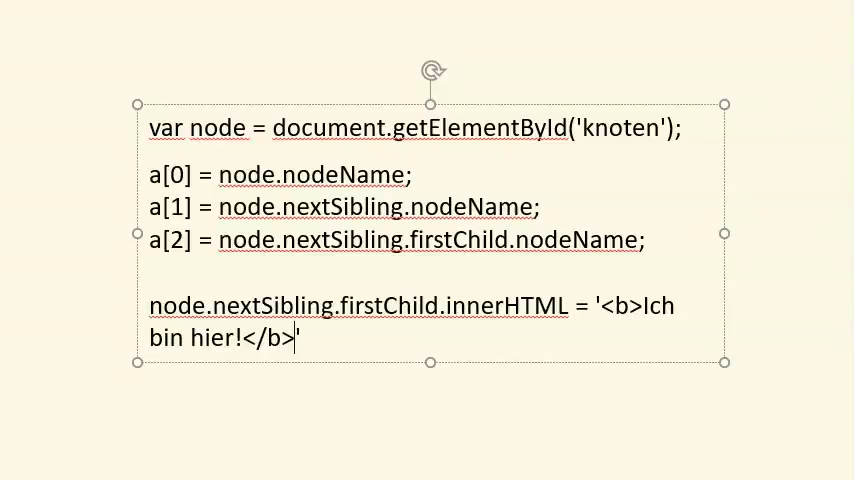 var node = document.getElementById('knoten');
a[0] = node.nodeName;
a[1] = node.nextSibling.nodeName;
a[2] = node.nextSibling.firstChild.nodeName;
node.nextSibling.firstChild.innerHTML = '<b>Ich
bin hier!</b>'